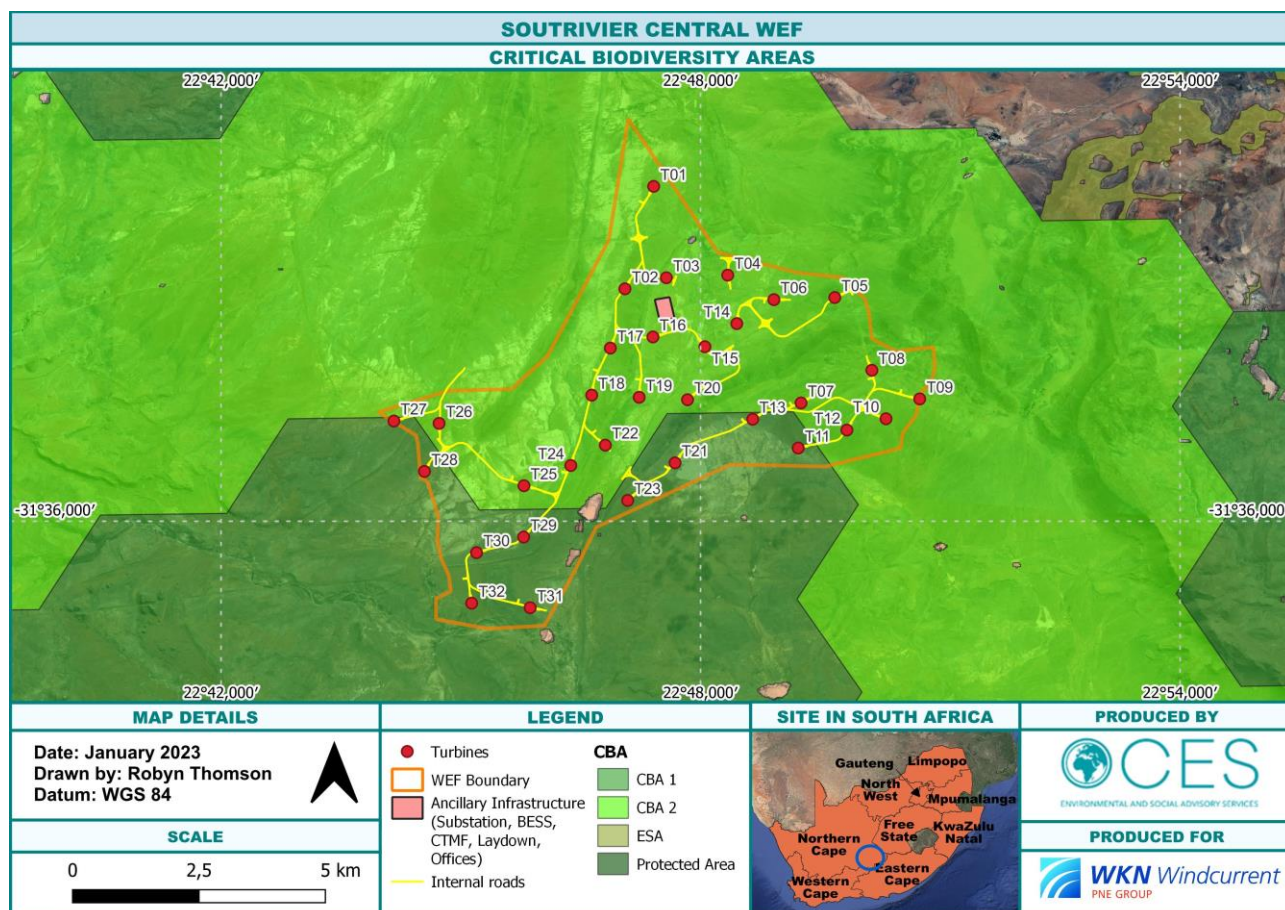 SOUTRIVIER CENTRAL WEF
CRITICAL BIODIVERSITY AREAS
22°42,000′ 22°48,000′ 22°54,000′
T01
T03 T04
T02 T06 T05
T14
T16
T17 T15
T08
T18 T19 T20 T07 T09
T27 T26 T13 T12 T10
T22 T11
T24 T21
T28 T25
T23
-31°36,000′ -31°36,000′
T29
T30
T32 T31
22°42,000′ 22°48,000′ 22°54,000′
MAP DETAILS
Date: January 2023
Drawn by: Robyn Thomson
Datum: WGS 84
SCALE
0 2,5 5 km
LEGEND
Turbines
WEF Boundary
Ancillary Infrastructure
(Substation, BESS,
CTMF, Laydown,
Offices)
Internal roads
CBA
CBA 1
CBA 2
ESA
Protected Area
SITE IN SOUTH AFRICA
Limpopo
Gauteng
North
West
Mpumalanga
Free
State
KwaZulu
Natal
Northern
Cape
Eastern
Cape
Western
Cape
PRODUCED BY
CES
ENVIRONMENTAL AND SOCIAL ADVISORY SERVICES
PRODUCED FOR
WKN Windcurrent
PNE GROUP